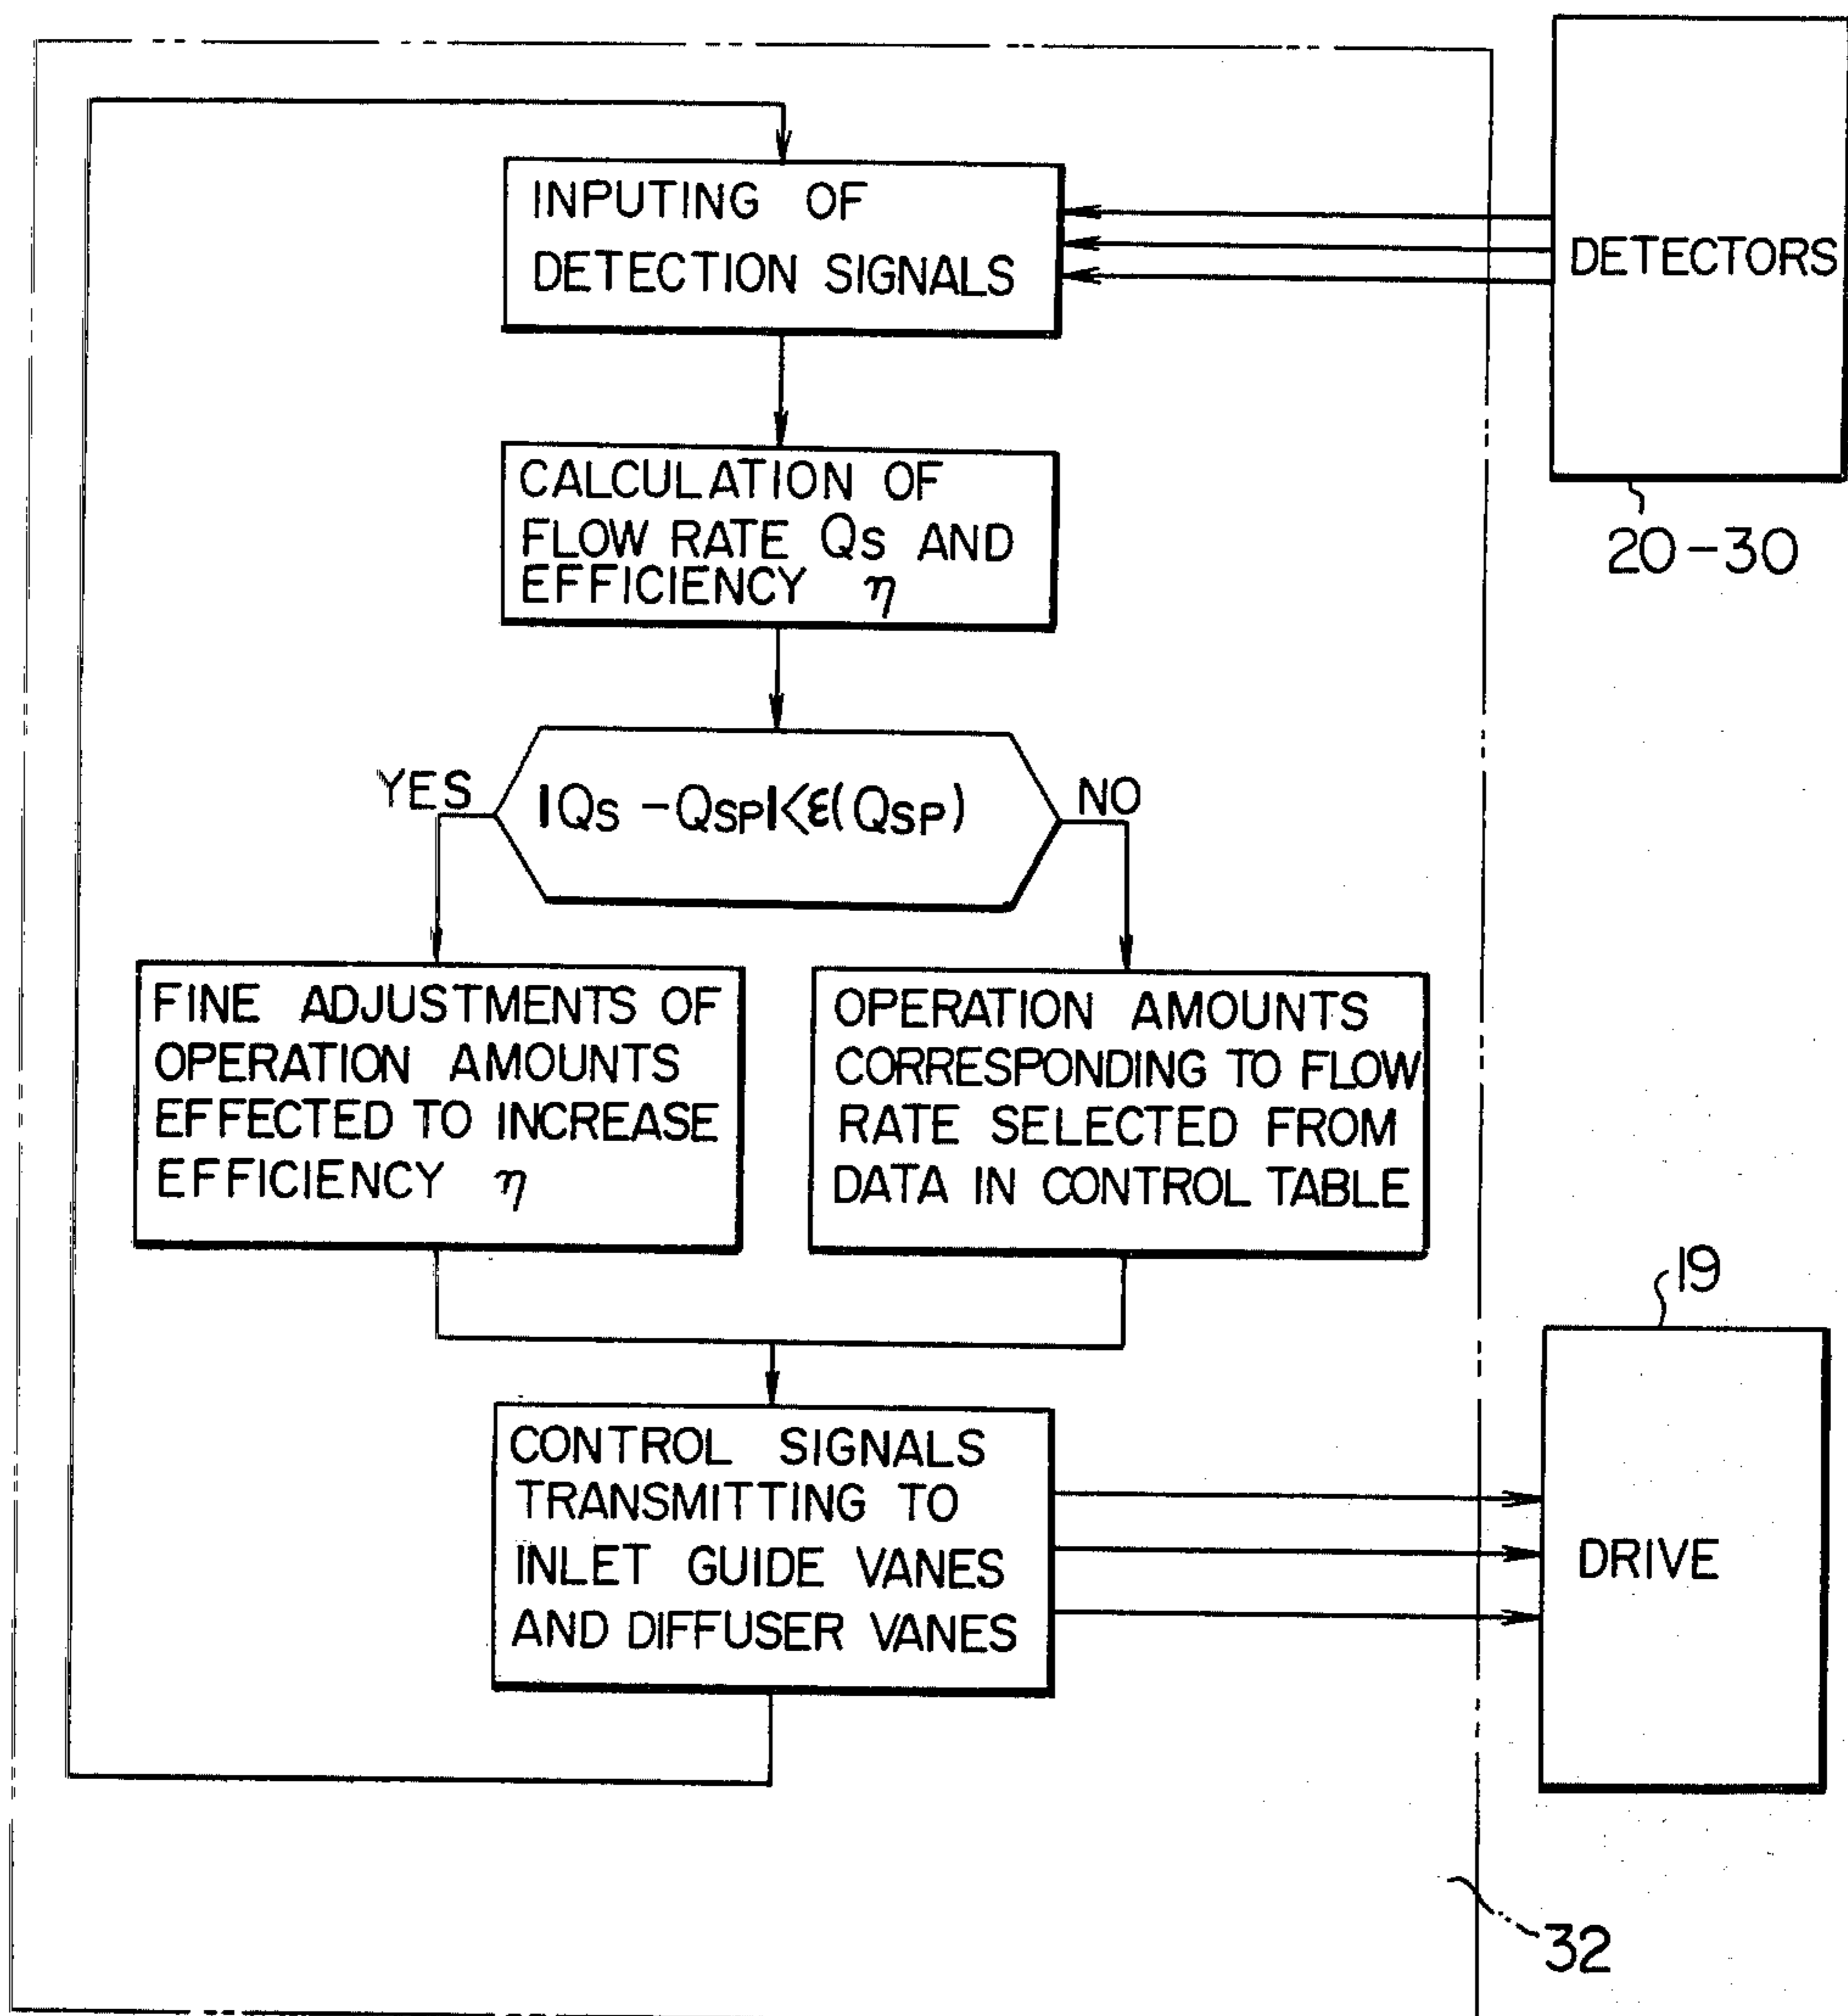 INPUTING OF
DETECTION SIGNALS
DETECTORS
20-30
CALCULATION OF
FLOW RATE Qs AND
EFFICIENCY η
YES
|Qs -QSP|<ε(QSP)
NO
FINE ADJUSTMENTS OF
OPERATION AMOUNTS
EFFECTED TO INCREASE
EFFICIENCY η
OPERATION AMOUNTS
CORRESPONDING TO FLOW
RATE SELECTED FROM
DATA IN CONTROL TABLE
19
CONTROL SIGNALS
TRANSMITTING TO
INLET GUIDE VANES
AND DIFFUSER VANES
DRIVE
32